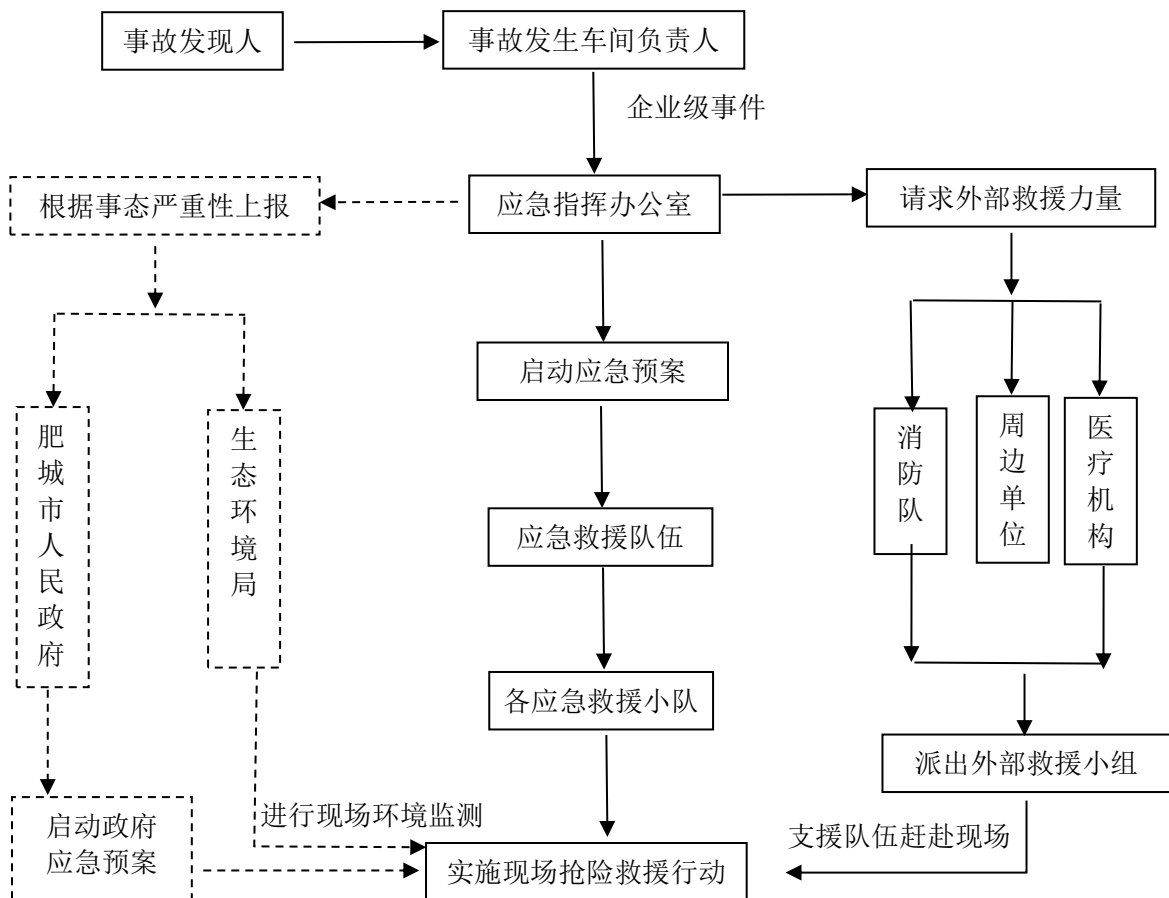 事故发现人
事故发生车间负责人
企业级事件
根据事态严重性上报
应急指挥办公室
请求外部救援力量
启动应急预案
肥城市人民政府
生态环境局
消防队
周边单位
医疗机构
应急救援队伍
各应急救援小队
派出外部救援小组
启动政府
应急预案
进行现场环境监测
支援队伍赶赴现场
实施现场抢险救援行动